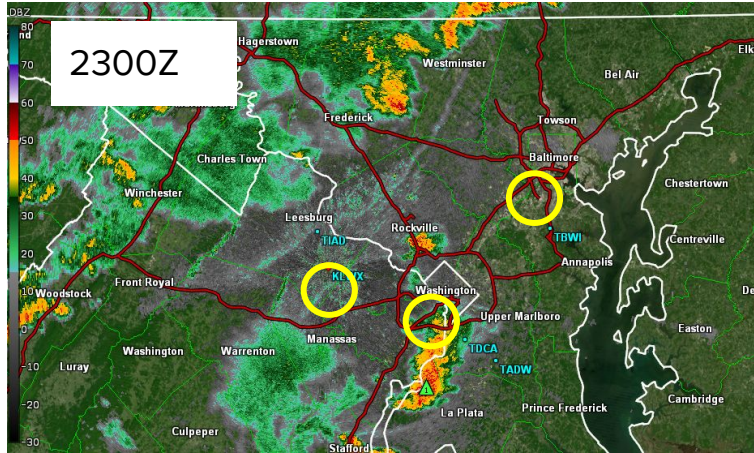 DBZ
80
70
60
50
40
30
20
10
0
-10
-20
-30
2300Z
Hagerstown
Westminster
Bel Air
Frederick
Towson
Baltimore
Charles Town
Winchester
Chestertown
Leesburg
TIAD
Rockville
TBWI
Centreville
Annapolis
Front Royal
Woodstock
Washington
Upper Marlboro
Manassas
Easton
Washington
Warrenton
TDCA
TADW
Luray
La Plata
Prince Frederick
Cambridge
Culpeper
Stafford